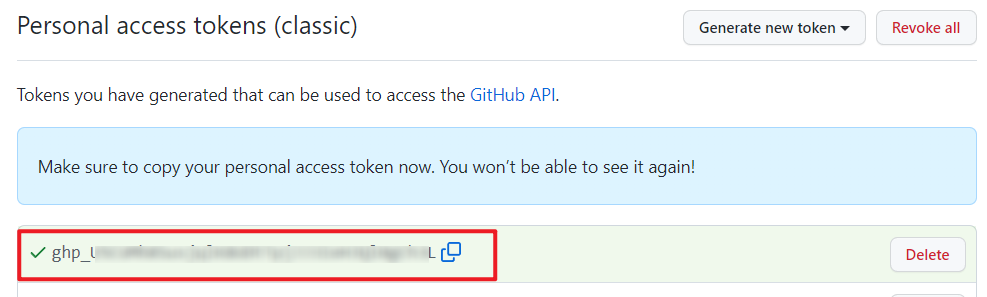 Personal access tokens (classic)
Generate new token
Revoke all
Tokens you have generated that can be used to access the GitHub API.
Make sure to copy your personal access token now. You won't be able to see it again!
ghp_
Delete